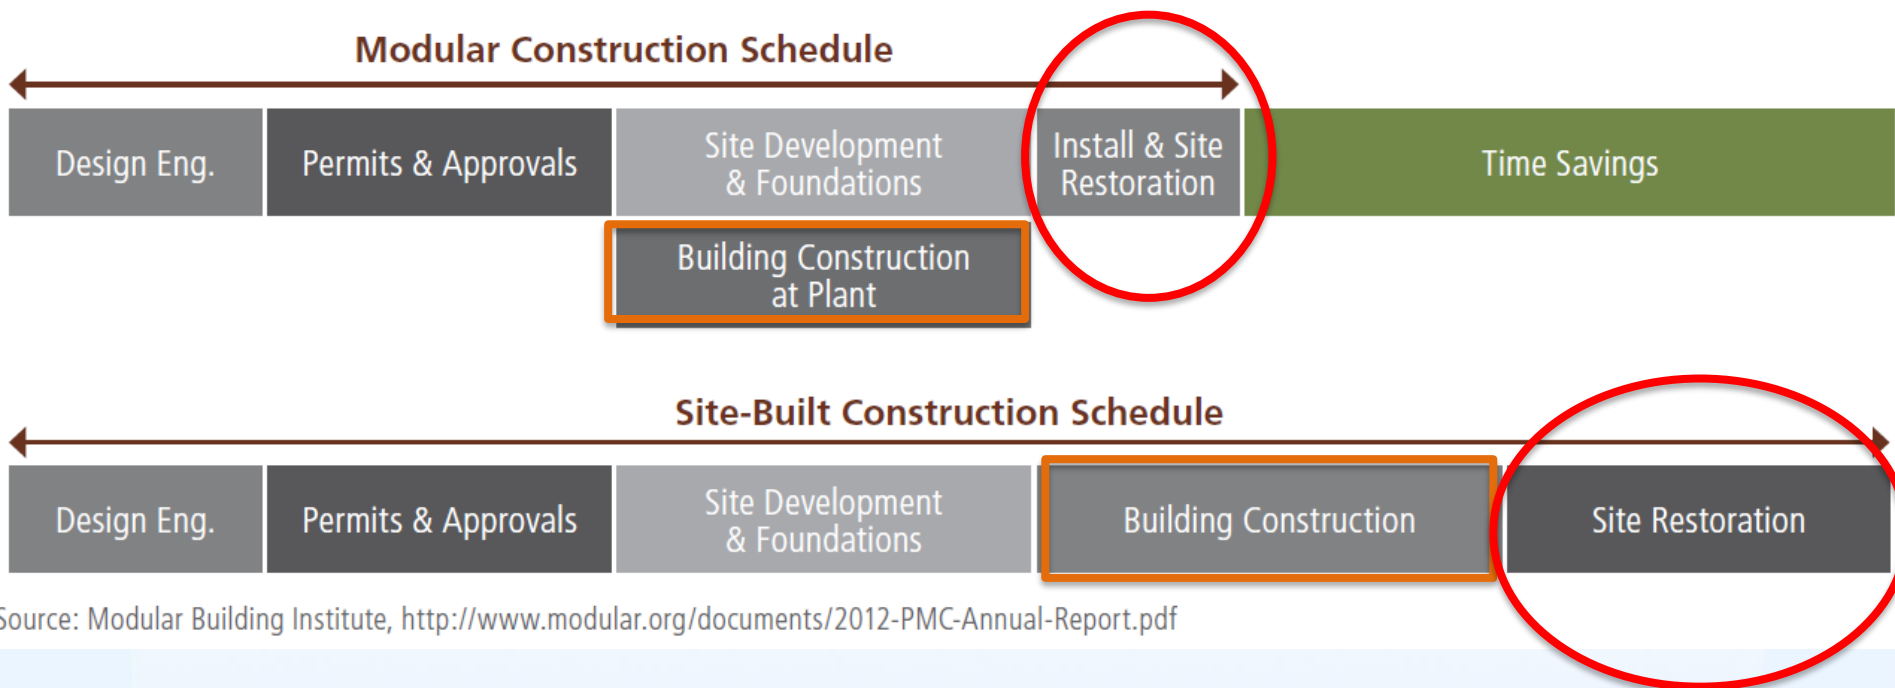 Modular Construction Schedule
Design Eng.
Permits & Approvals
Site Development
& Foundations
Install & Site
Restoration
Time Savings
Building Construction
at Plant
Site-Built Construction Schedule
Design Eng.
Permits & Approvals
Site Development
& Foundations
Building Construction
Site Restoration
Source: Modular Building Institute, http://www.modular.org/documents/2012-PMC-Annual-Report.pdf